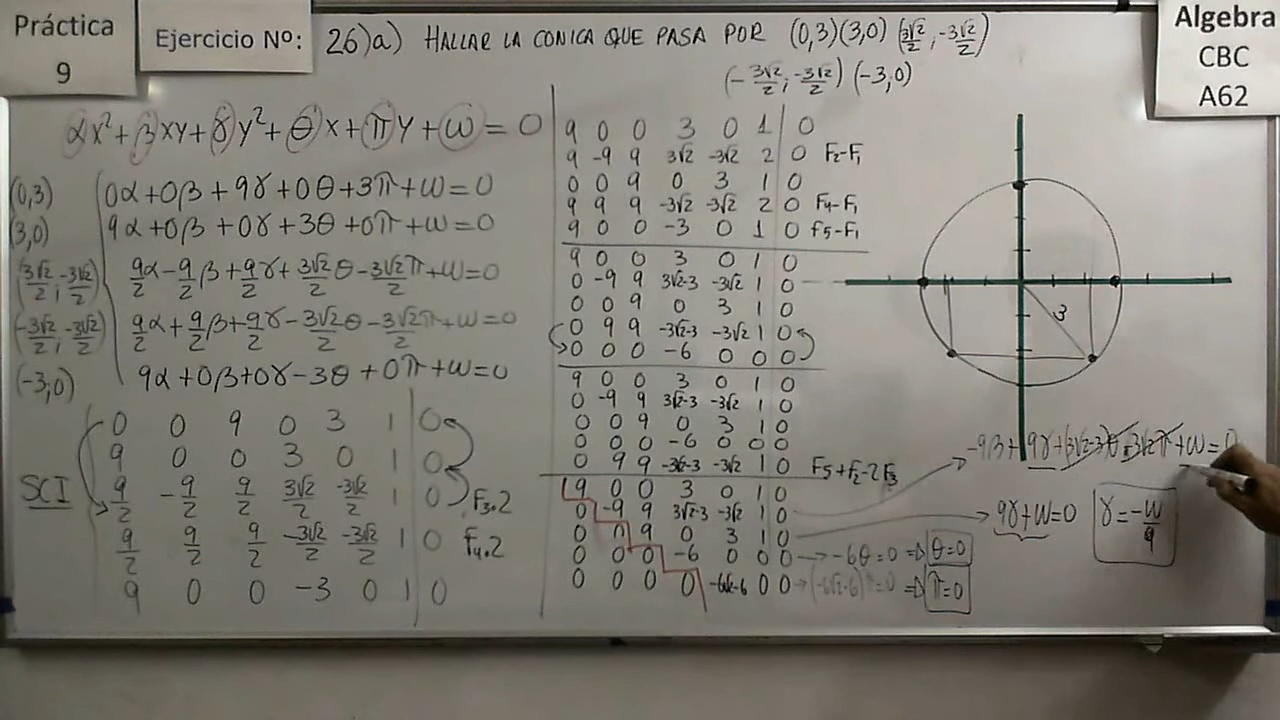 Práctica
9
Ejercicio Nº:
26)a) HALLAR LA CONICA QUE PASA POR (0,3)(3,0) (3√2/2 ; -3√2/2)
(-3√2/2 ; -3√2/2) (-3,0)
Algebra
CBC
A62
αx² + βxy + γy² + θx + πy + ω = 0
(0,3) 0α+0β+9γ+0θ+3π+ω=0
(3,0) 9α+0β+0γ+3θ+0π+ω=0
(3√2/2 ; -3√2/2) 9/2α-9/2β+9/2γ+3√2/2θ-3√2/2π+ω=0
(-3√2/2 ; -3√2/2) 9/2α+9/2β+9/2γ-3√2/2θ-3√2/2π+ω=0
(-3,0) 9α+0β+0γ-3θ+0π+ω=0
SCI
0 0 9 0 3 1 0
9 0 0 3 0 1 0
9/2 -9/2 9/2 3√2/2 -3√2/2 1 0 F3.2
9/2 9/2 9/2 -3√2/2 -3√2/2 1 0 F4.2
9 0 0 -3 0 1 0
9 0 0 3 0 1 0
9 -9 9 3√2 -3√2 2 0 F2-F1
0 0 9 0 3 1 0
9 9 9 -3√2 -3√2 2 0 F4-F1
9 0 0 -3 0 1 0 F5-F1
9 0 0 3 0 1 0
0 -9 9 3√2-3 -3√2 1 0
0 0 9 0 3 1 0
0 9 9 -3√2-3 -3√2 1 0
0 0 0 -6 0 0 0
9 0 0 3 0 1 0
0 -9 9 3√2-3 -3√2 1 0
0 0 9 0 3 1 0
0 0 0 -6 0 0 0
0 9 9 -3√2-3 -3√2 1 0 F5+F2-2F3
9 0 0 3 0 1 0
0 -9 9 3√2-3 -3√2 1 0
0 0 9 0 3 1 0
0 0 0 -6 0 0 0 → -6θ=0 ⇒ θ=0
0 0 0 0 -6√2-6 0 0 → (-6√2-6)π=0 ⇒ π=0
3
-9β+9γ+(3√2-3)θ-3√2π+ω=0
9γ+ω=0
γ=-ω/9